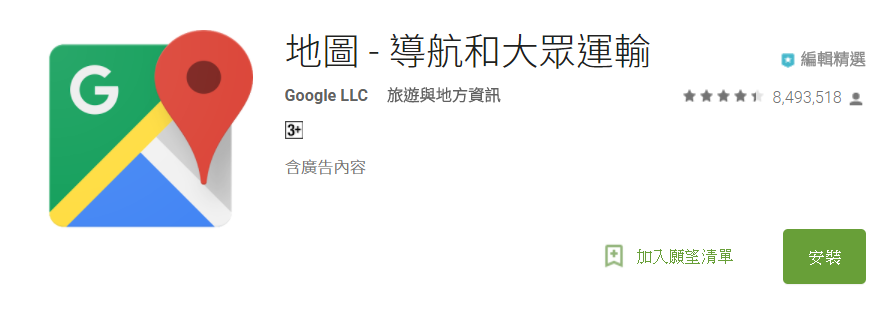 G
地圖 - 導航和大眾運輸
編輯精選
Google LLC 旅遊與地方資訊
8,493,518
3+
含廣告內容
加入願望清單
安裝